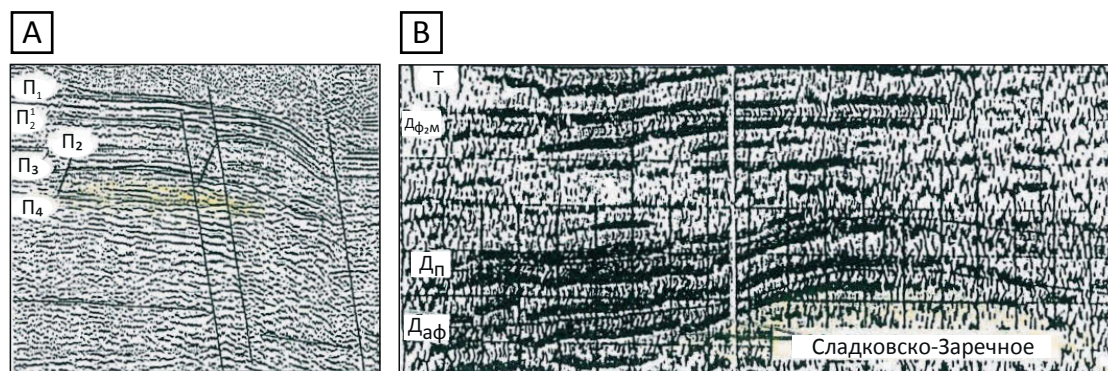 A
B
П₁
П₂¹
П₂
П₃
П₄
Т
Дф₂м
Дп
Даф
Сладковско-Заречное